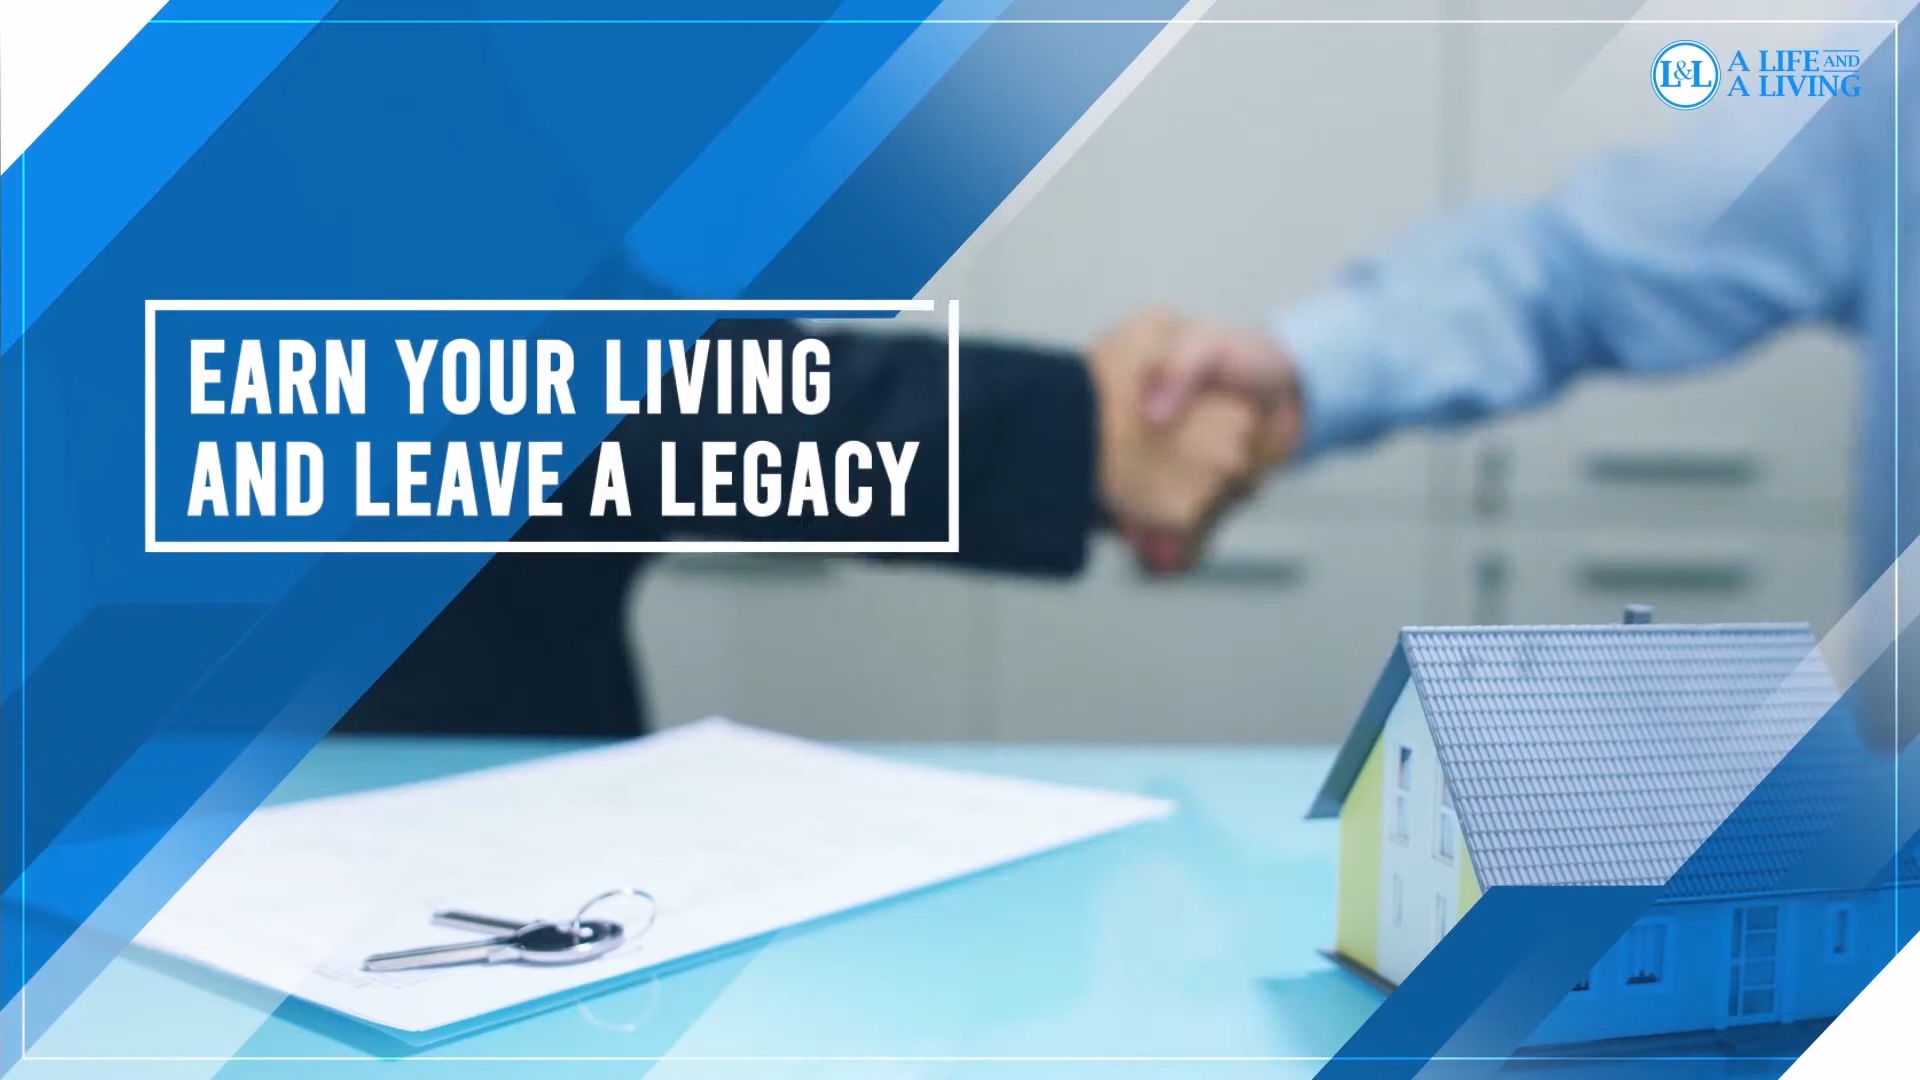 L&L
A LIFE AND
A LIVING
EARN YOUR LIVING
AND LEAVE A LEGACY